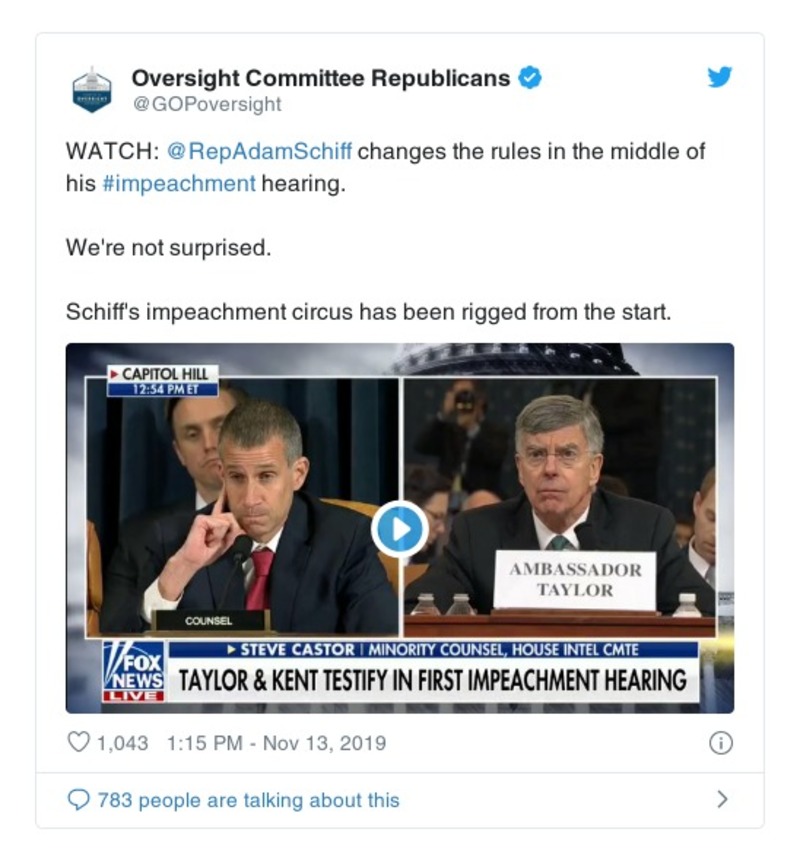 Oversight Committee Republicans
@GOPoversight
WATCH: @RepAdamSchiff changes the rules in the middle of
his #impeachment hearing.
We're not surprised.
Schiff's impeachment circus has been rigged from the start.
CAPITOL HILL
12:54 PM ET
COUNSEL
AMBASSADOR
TAYLOR
STEVE CASTOR | MINORITY COUNSEL, HOUSE INTEL CMTE
FOX
NEWS
LIVE
TAYLOR & KENT TESTIFY IN FIRST IMPEACHMENT HEARING
1,043 1:15 PM - Nov 13, 2019
783 people are talking about this